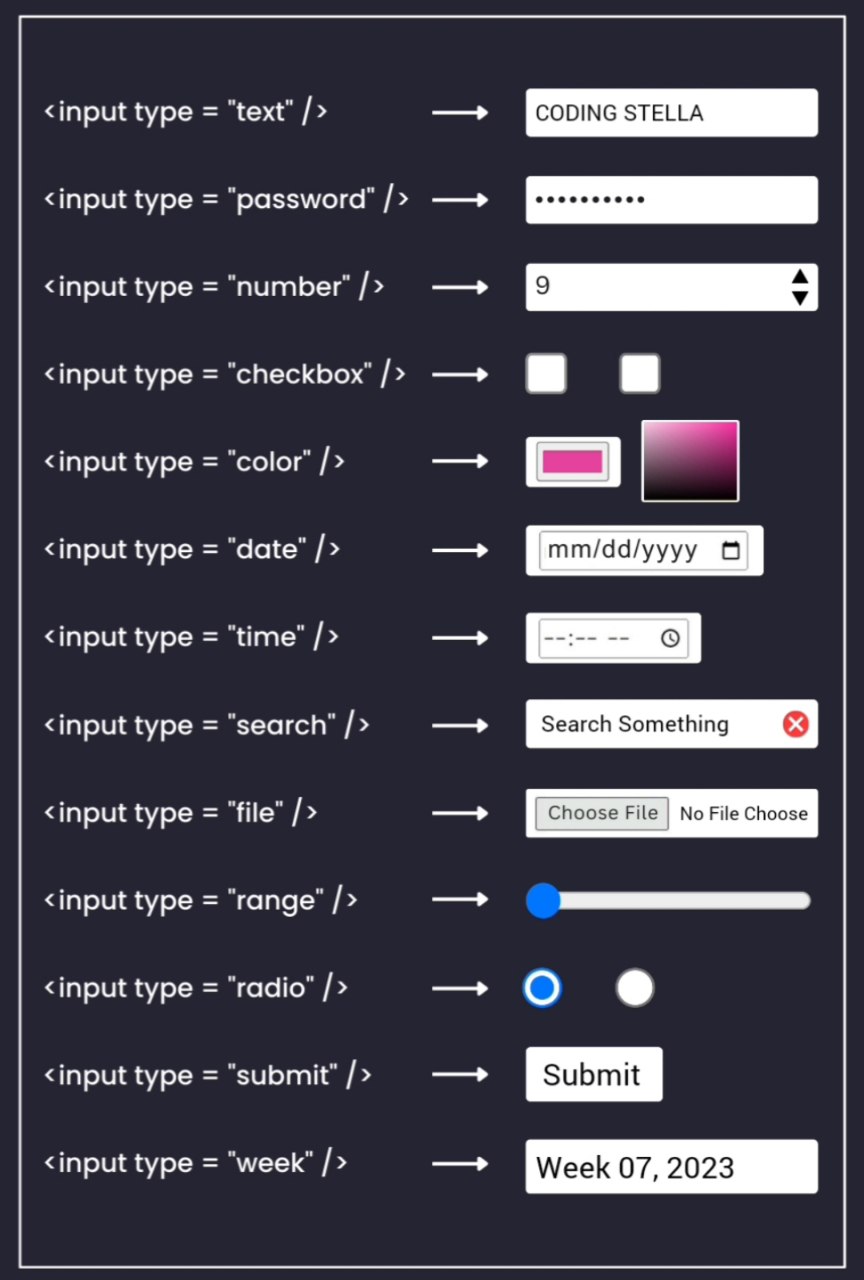 <input type = "text" /> CODING STELLA
<input type = "password" /> ••••••••••
<input type = "number" /> 9
<input type = "checkbox" />
<input type = "color" />
<input type = "date" /> mm/dd/yyyy
<input type = "time" /> --:-- --
<input type = "search" /> Search Something
<input type = "file" /> Choose File No File Choose
<input type = "range" />
<input type = "radio" />
<input type = "submit" /> Submit
<input type = "week" /> Week 07, 2023